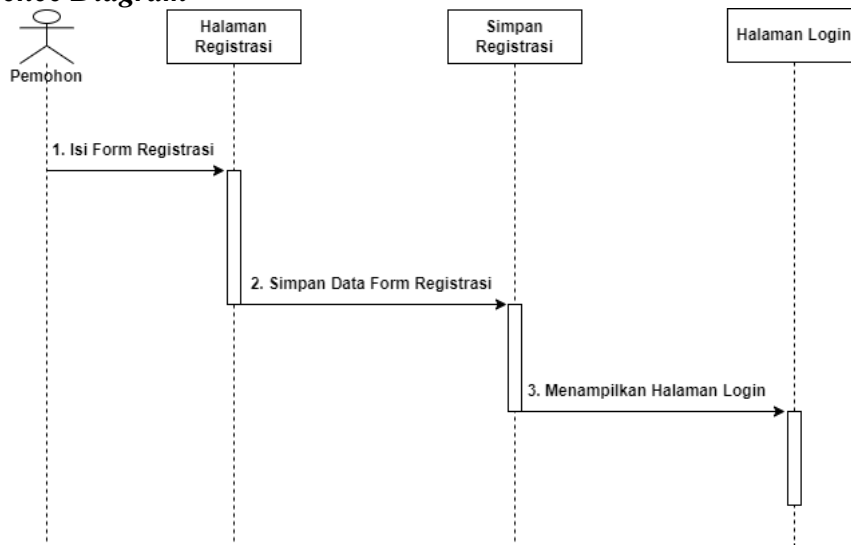 Diagram
Halaman
Registrasi
Simpan
Registrasi
Halaman Login
Pemohon
1. Isi Form Registrasi
2. Simpan Data Form Registrasi
3. Menampilkan Halaman Login